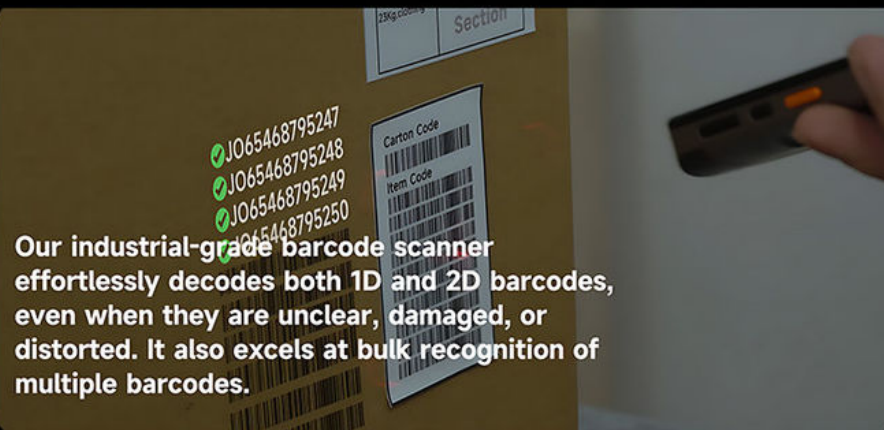 23Kg.clothing
Section
JO65468795247
JO65468795248
JO65468795249
JO65468795250
Carton Code
Item Code
Our industrial-grade barcode scanner
effortlessly decodes both 1D and 2D barcodes,
even when they are unclear, damaged, or
distorted. It also excels at bulk recognition of
multiple barcodes.